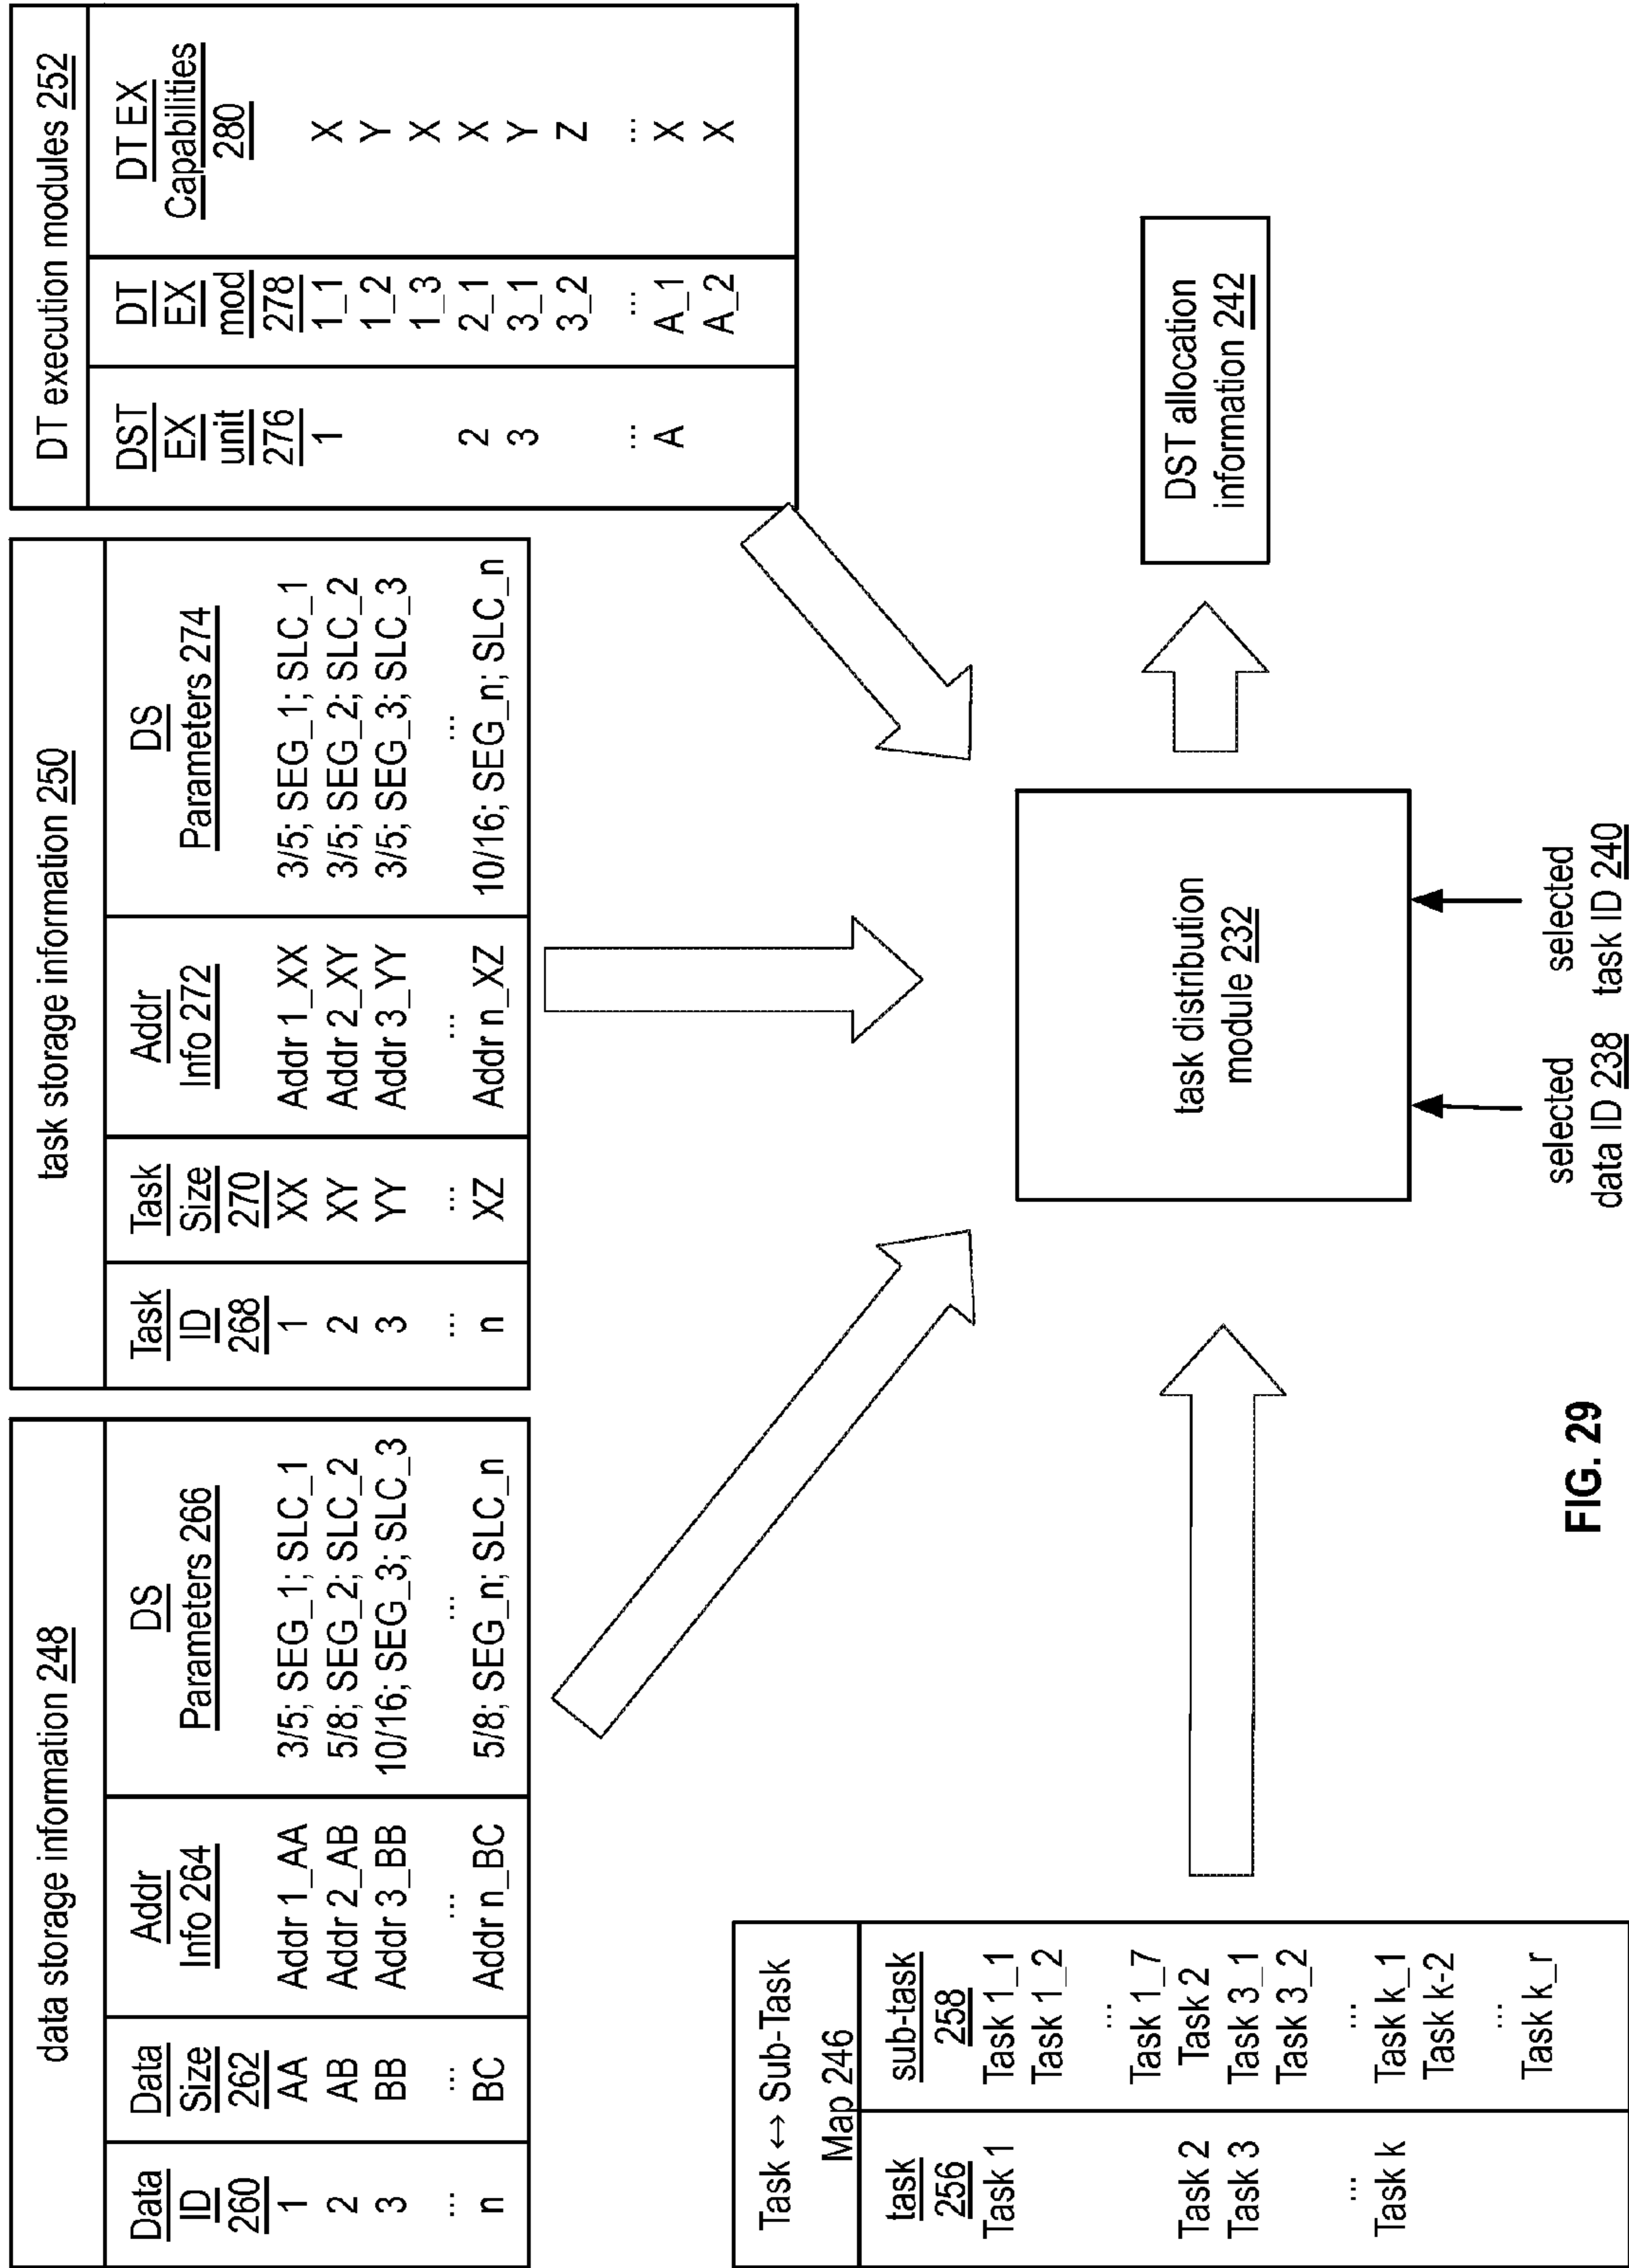 data storage information 248
Data ID 260 Data Size 262 Addr Info 264 DS Parameters 266
1 AA Addr 1_AA 3/5; SEG_1; SLC_1
2 AB Addr 2_AB 5/8; SEG_2; SLC_2
3 BB Addr 3_BB 10/16; SEG_3; SLC_3
... ... ... ...
n BC Addr n_BC 5/8; SEG_n; SLC_n
task storage information 250
Task ID 268 Task Size 270 Addr Info 272 DS Parameters 274
1 XX Addr 1_XX 3/5; SEG_1; SLC_1
2 XY Addr 2_XY 3/5; SEG_2; SLC_2
3 YY Addr 3_YY 3/5; SEG_3; SLC_3
... ... ... ...
n XZ Addr n_XZ 10/16; SEG_n; SLC_n
DT execution modules 252
DST EX unit 276 DT EX mod 278 DT EX Capabilities 280
1 1_1 X
1_2 Y
1_3 X
2 2_1 X
3 3_1 Y
3_2 Z
... ... ...
A A_1 X
A_2 X
Task ↔ Sub-Task
Map 246
task 256 sub-task 258
Task 1 Task 1_1
Task 1_2
...
Task 1_7
Task 2 Task 2
Task 3 Task 3_1
Task 3_2
... ...
Task k Task k_1
Task k-2
...
Task k_r
task distribution
module 232
DST allocation
information 242
selected
data ID 238
selected
task ID 240
FIG. 29